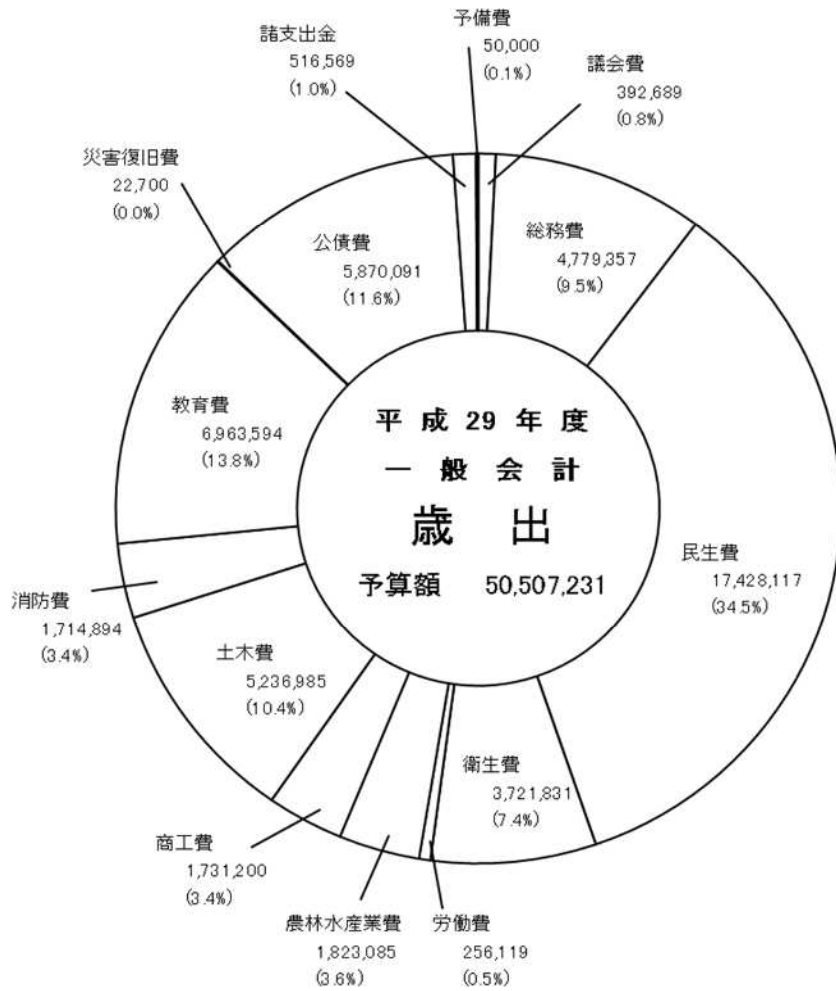 予備費
50,000
(0.1%)
議会費
392,689
(0.8%)
総務費
4,779,357
(9.5%)
民生費
17,428,117
(34.5%)
衛生費
3,721,831
(7.4%)
労働費
256,119
(0.5%)
農林水産業費
1,823,085
(3.6%)
商工費
1,731,200
(3.4%)
土木費
5,236,985
(10.4%)
消防費
1,714,894
(3.4%)
教育費
6,963,594
(13.8%)
災害復旧費
22,700
(0.0%)
公債費
5,870,091
(11.6%)
諸支出金
516,569
(1.0%)
平成29年度
一般会計
歳出
予算額 50,507,231